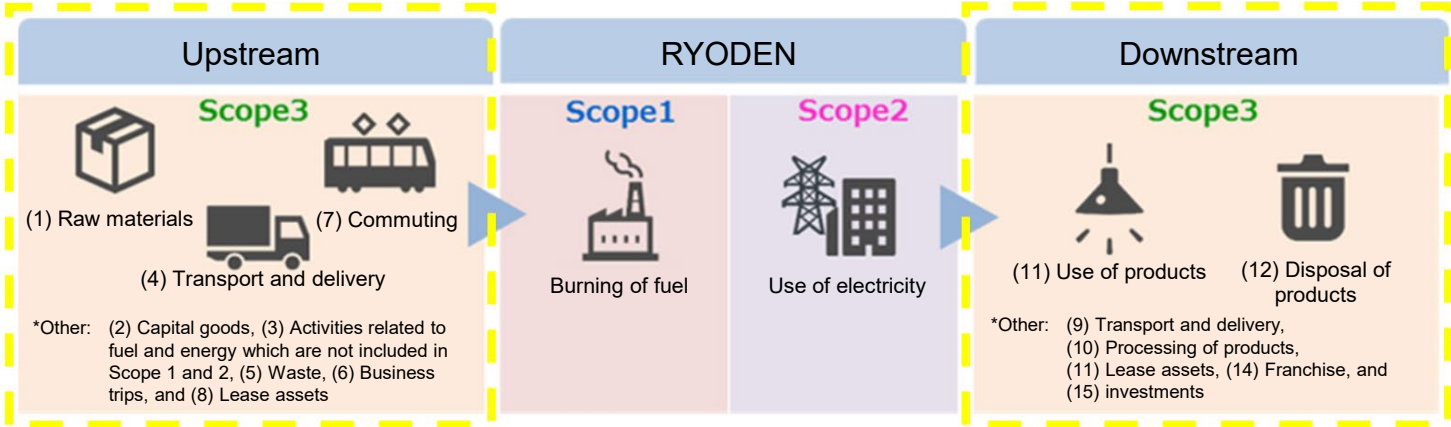 Upstream
Scope3
(1) Raw materials
(7) Commuting
(4) Transport and delivery
*Other: (2) Capital goods, (3) Activities related to
fuel and energy which are not included in
Scope 1 and 2, (5) Waste, (6) Business
trips, and (8) Lease assets
RYODEN
Scope1
Burning of fuel
Scope2
Use of electricity
Downstream
Scope3
(11) Use of products
(12) Disposal of
products
*Other: (9) Transport and delivery,
(10) Processing of products,
(11) Lease assets, (14) Franchise, and
(15) investments